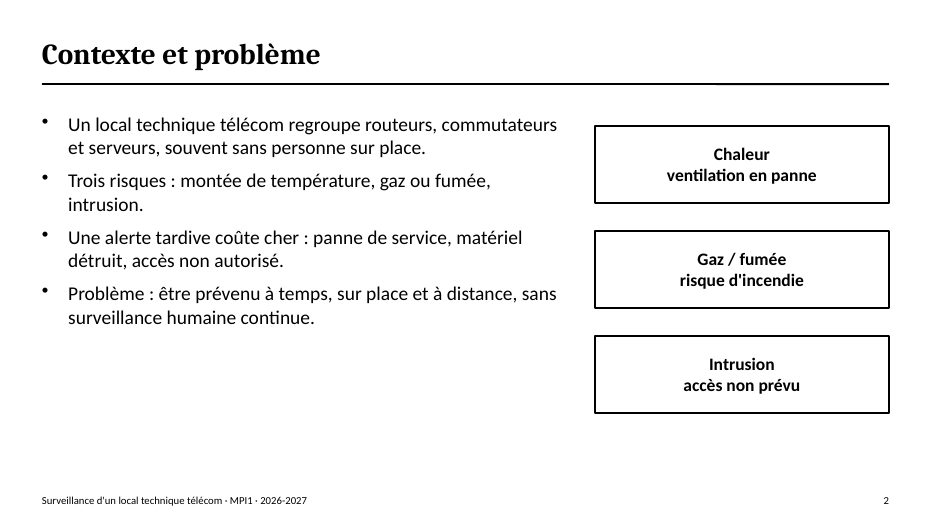 Contexte et problème
• Un local technique télécom regroupe routeurs, commutateurs
et serveurs, souvent sans personne sur place.
• Trois risques : montée de température, gaz ou fumée,
intrusion.
• Une alerte tardive coûte cher : panne de service, matériel
détruit, accès non autorisé.
• Problème : être prévenu à temps, sur place et à distance, sans
surveillance humaine continue.
Chaleur
ventilation en panne
Gaz / fumée
risque d'incendie
Intrusion
accès non prévu
Surveillance d'un local technique télécom · MPI1 · 2026-2027
2